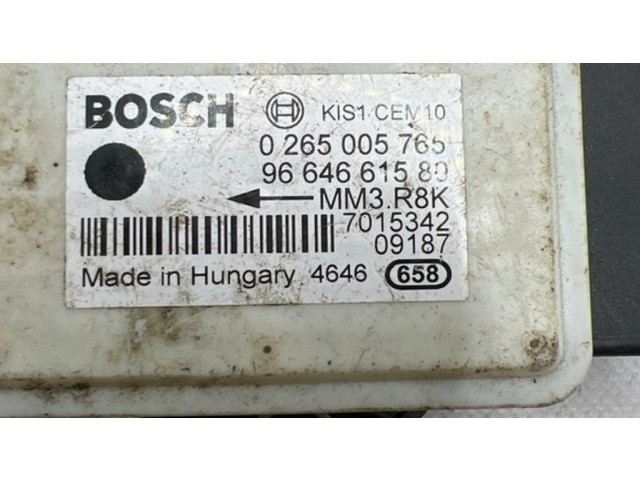 BOSCH KIS1 CEM10
0 265 005 765
96 646 615 80
MM3.R8K
7015342
09187
Made in Hungary 4646 658